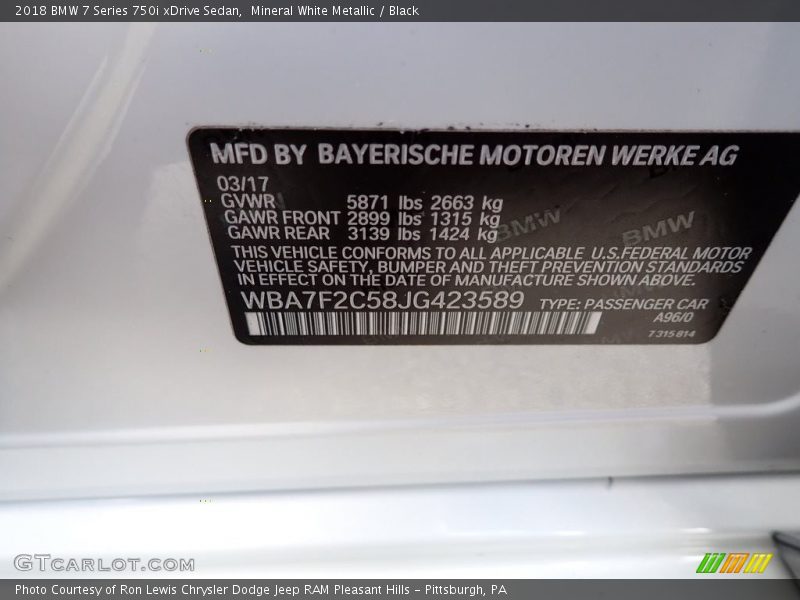 2018 BMW 7 Series 750i xDrive Sedan,  Mineral White Metallic / Black
MFD BY BAYERISCHE MOTOREN WERKE AG
03/17
GVWR 5871 lbs 2663 kg
GAWR FRONT 2899 lbs 1315 kg
GAWR REAR 3139 lbs 1424 kg
BMW BMW
THIS VEHICLE CONFORMS TO ALL APPLICABLE U.S.FEDERAL MOTOR
VEHICLE SAFETY, BUMPER AND THEFT PREVENTION STANDARDS
IN EFFECT ON THE DATE OF MANUFACTURE SHOWN ABOVE.
WBA7F2C58JG423589 TYPE: PASSENGER CAR
A96/0
7315814
GTcarlot.com
Photo Courtesy of Ron Lewis Chrysler Dodge Jeep RAM Pleasant Hills - Pittsburgh, PA